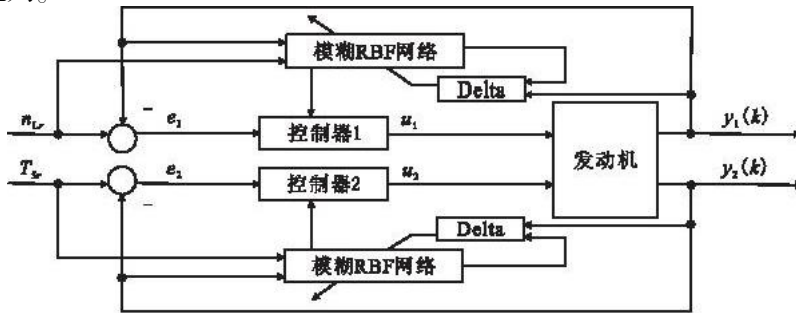 模糊RBF网络
Delta
−
n_Lr e_1 控制器1 u_1 y_1(k)
发动机
T_Sr e_2 控制器2 u_2 y_2(k)
−
Delta
模糊RBF网络